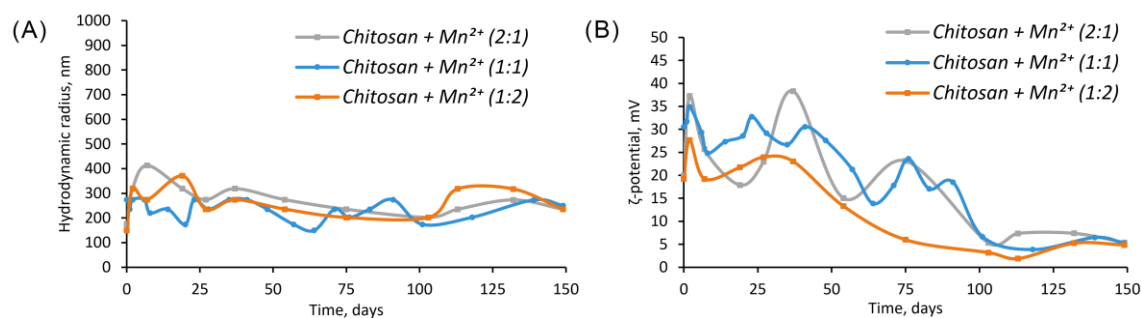 (A)
1000
900
800
700
600
500
400
300
200
100
0
Hydrodynamic radius, nm
Chitosan + Mn²⁺ (2:1)
Chitosan + Mn²⁺ (1:1)
Chitosan + Mn²⁺ (1:2)
0 25 50 75 100 125 150
Time, days
(B)
50
45
40
35
30
25
20
15
10
5
0
ζ-potential, mV
Chitosan + Mn²⁺ (2:1)
Chitosan + Mn²⁺ (1:1)
Chitosan + Mn²⁺ (1:2)
0 25 50 75 100 125 150
Time, days